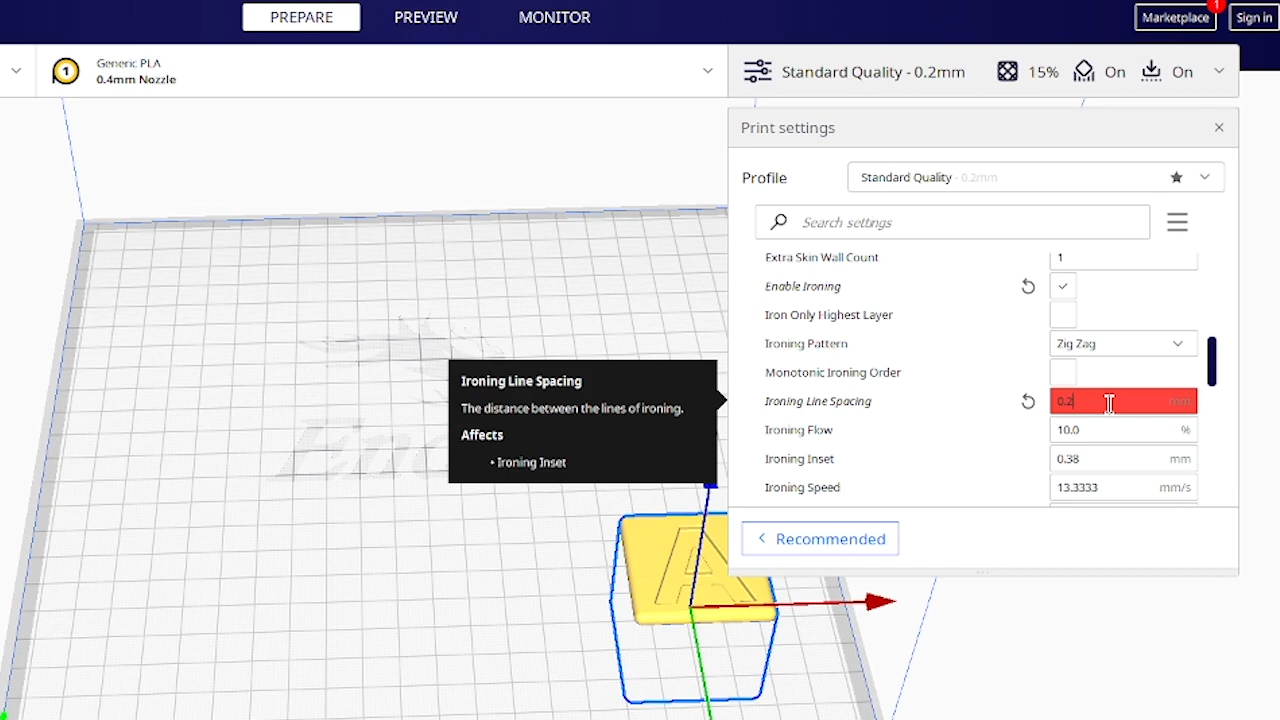 PREPARE PREVIEW MONITOR Marketplace 1 Sign in
1 Generic PLA
0.4mm Nozzle
Standard Quality - 0.2mm 15% On On
Print settings
Profile Standard Quality - 0.2mm
Search settings
Extra Skin Wall Count 1
Enable Ironing
Iron Only Highest Layer
Ironing Pattern Zig Zag
Monotonic Ironing Order
Ironing Line Spacing 0.2 mm
Ironing Flow 10.0 %
Ironing Inset 0.38 mm
Ironing Speed 13.3333 mm/s
Recommended
Ironing Line Spacing
The distance between the lines of ironing.
Affects
• Ironing Inset
A